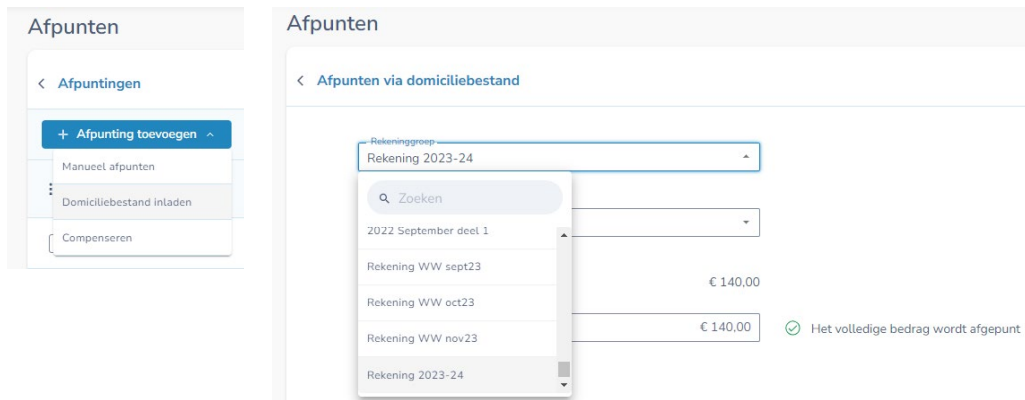 Afpunten
Afpuntingen
+ Afpunting toevoegen
Manueel afpunten
Domiciliebestand inladen
Compenseren
Afpunten
Afpunten via domiciliebestand
Rekeninggroep
Rekening 2023-24
Zoeken
2022 September deel 1
Rekening WW sept23
Rekening WW oct23
Rekening WW nov23
Rekening 2023-24
€ 140,00
€ 140,00
Het volledige bedrag wordt afgepunt